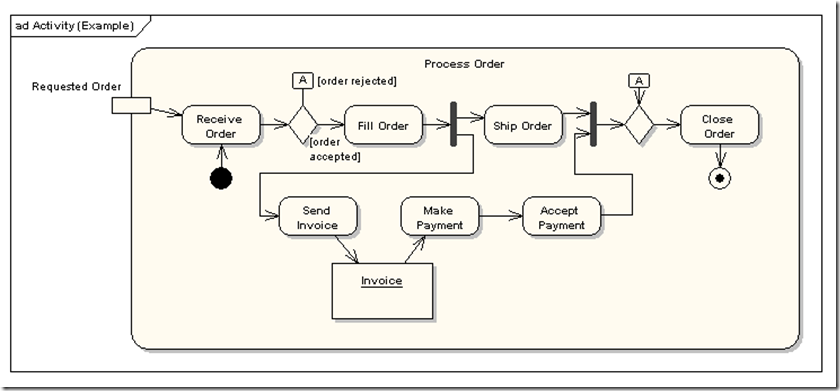 ad Activity (Example)
Process Order
Requested Order
A
[order rejected]
A
Receive
Order
Fill Order
Ship Order
Close
Order
[order
accepted]
Send
Invoice
Make
Payment
Accept
Payment
Invoice